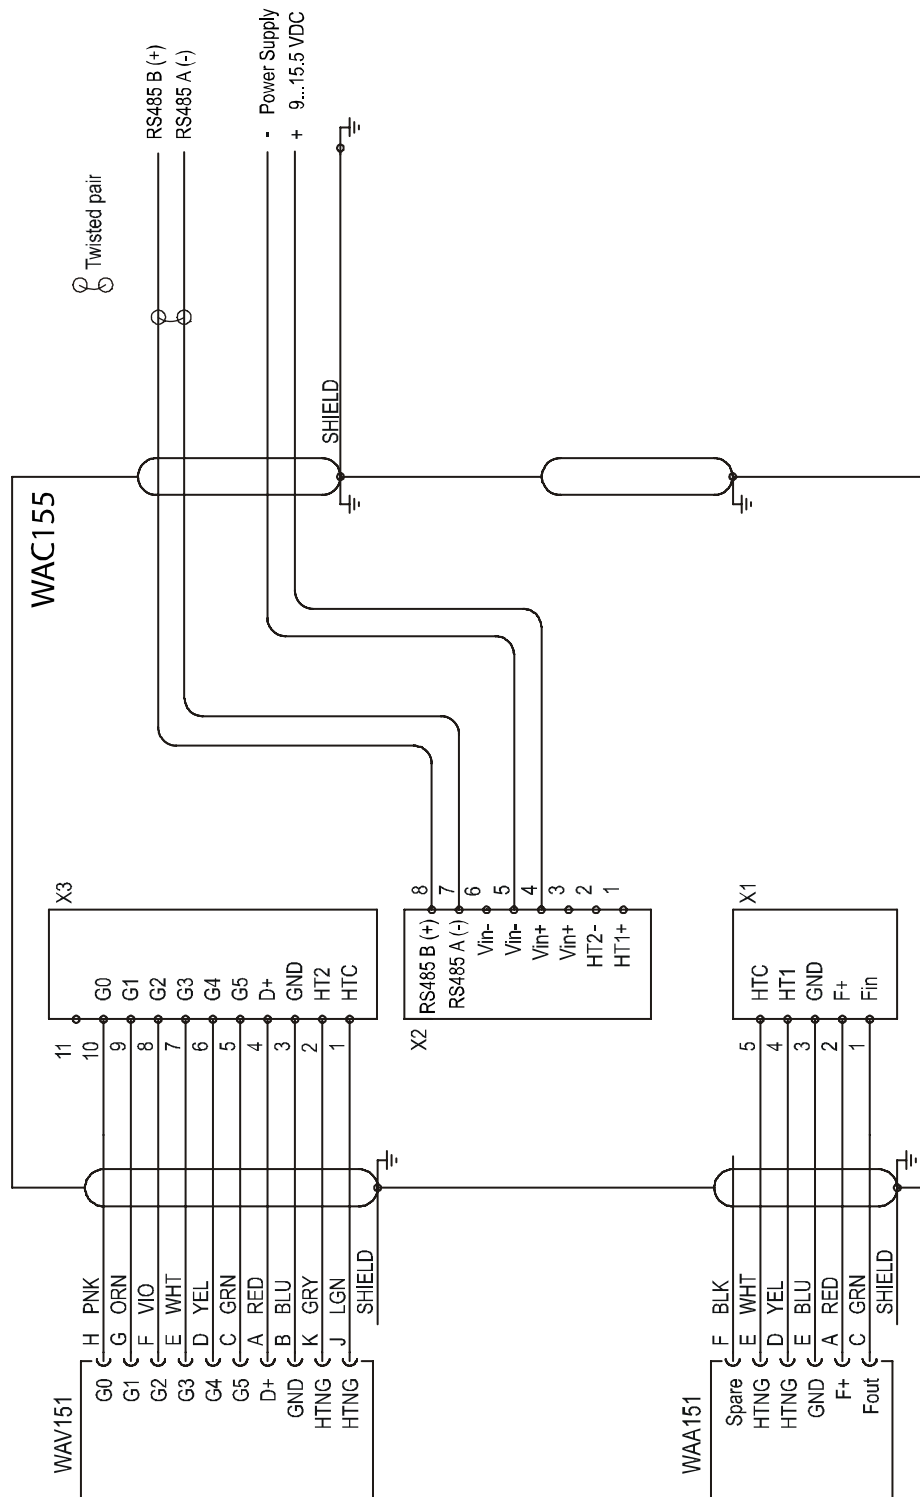 WAV151
G0 H PNK 10 G0
G1 G ORN 9 G1
G2 F VIO 8 G2
G3 E WHT 7 G3
G4 D YEL 6 G4
G5 C GRN 5 G5
D+ A RED 4 D+
GND B BLU 3 GND
HTNG K GRY 2 HT2
HTNG J LGN 1 HTC
SHIELD
11
X3
WAC155
Twisted pair
RS485 B (+)
RS485 A (-)
- Power Supply
+ 9...15.5 VDC
SHIELD
X2
RS485 B (+) 8
RS485 A (-) 7
Vin- 6
Vin- 5
Vin+ 4
Vin+ 3
HT2- 2
HT1+ 1
WAA151
Spare F BLK
HTNG E WHT 5 HTC
HTNG D YEL 4 HT1
GND E BLU 3 GND
F+ A RED 2 F+
Fout C GRN 1 Fin
SHIELD
X1